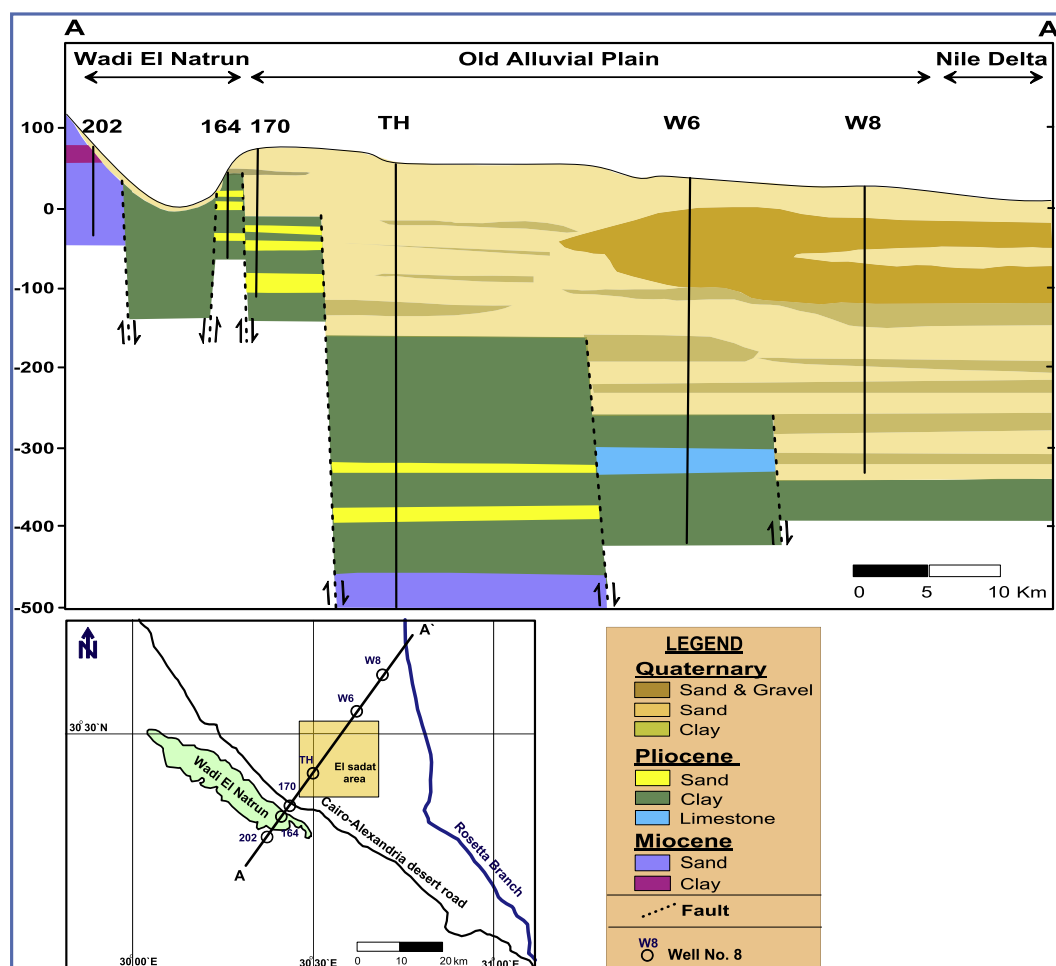 A A
Wadi El Natrun Old Alluvial Plain Nile Delta
202 164 170 TH W6 W8
100
0
-100
-200
-300
-400
-500
0 5 10 Km
N
A`
W8
W6
30°30`N
TH
El sadat
area
170
Wadi El Natrun
164
202
A
Cairo-Alexandria desert road
Rosetta Branch
0 10 20 km
30°00`E 30°30`E 31°00`E
LEGEND
Quaternary
Sand & Gravel
Sand
Clay
Pliocene
Sand
Clay
Limestone
Miocene
Sand
Clay
Fault
W8
Well No. 8